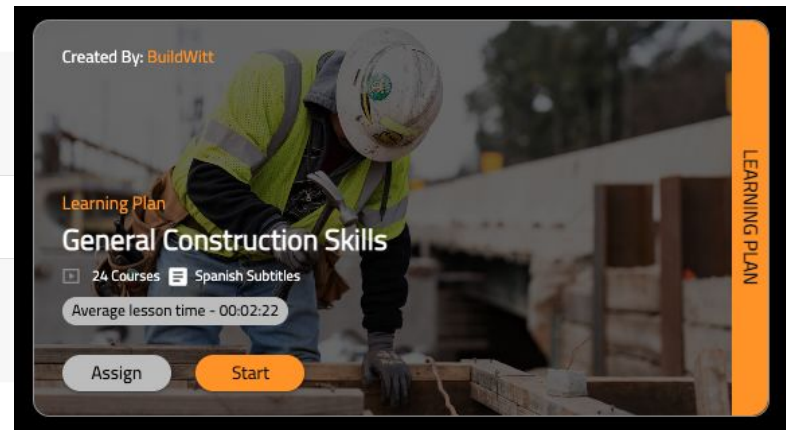 Created By: BuildWitt
Learning Plan
General Construction Skills
24 Courses Spanish Subtitles
Average lesson time - 00:02:22
Assign Start
LEARNING PLAN